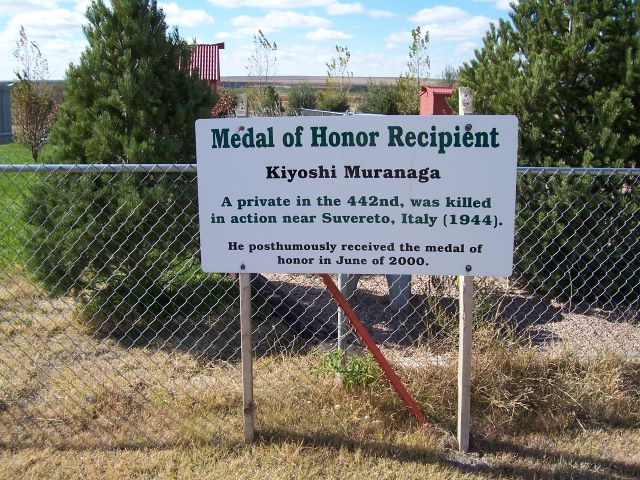 Medal of Honor Recipient
Kiyoshi Muranaga
A private in the 442nd, was killed
in action near Suvereto, Italy (1944).
He posthumously received the medal of
honor in June of 2000.